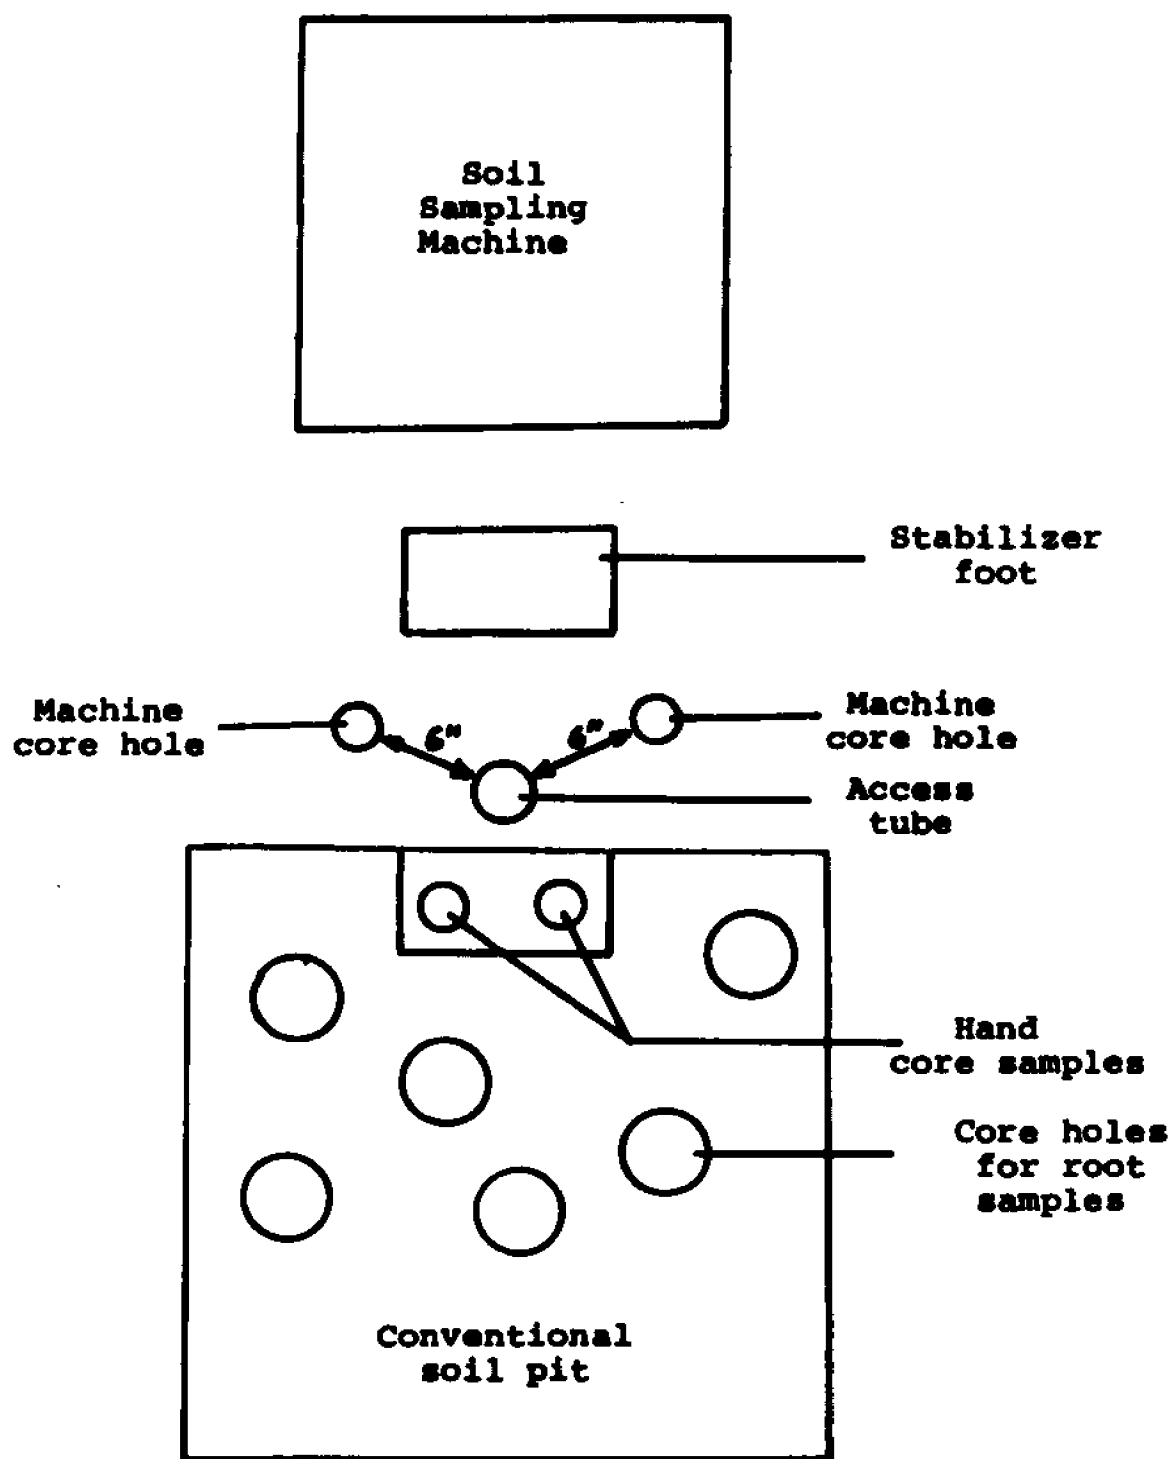 Soil
Sampling
Machine
Stabilizer
foot
Machine
core hole
6"
6"
Machine
core hole
Access
tube
Hand
core samples
Core holes
for root
samples
Conventional
soil pit